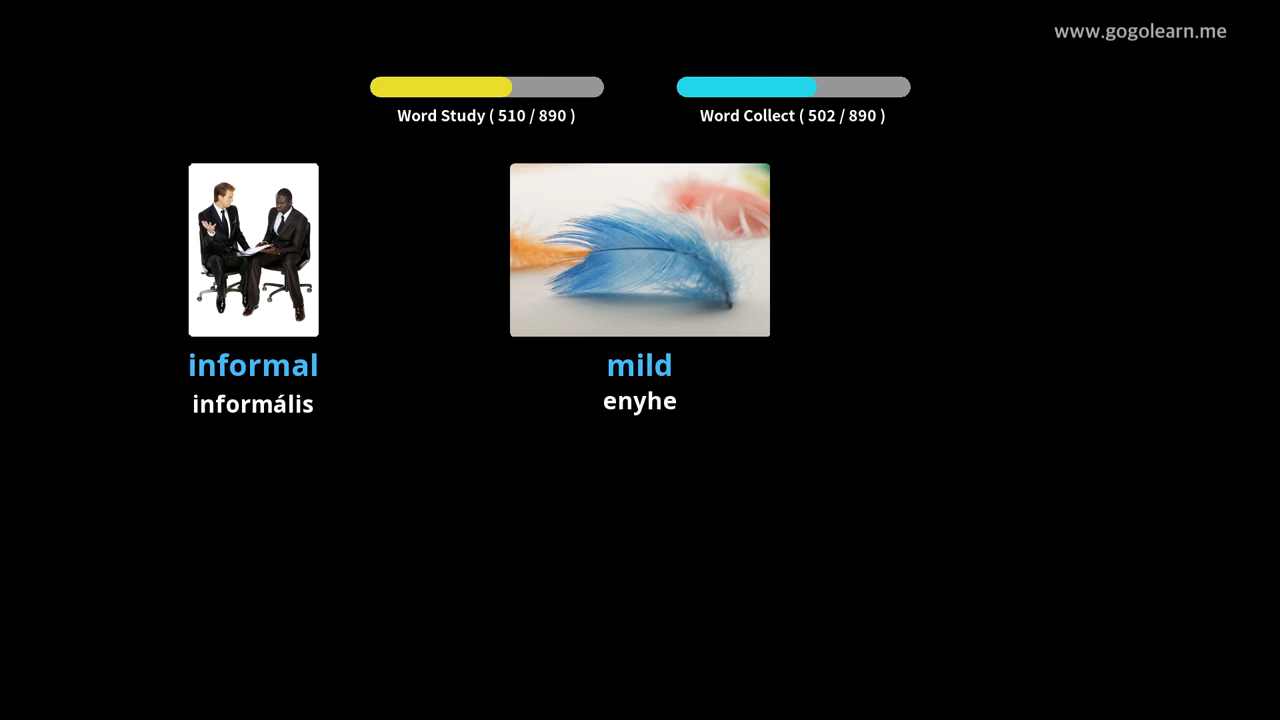 www.gogolearn.me
Word Study ( 510 / 890 )
Word Collect ( 502 / 890 )
informal
informális
mild
enyhe